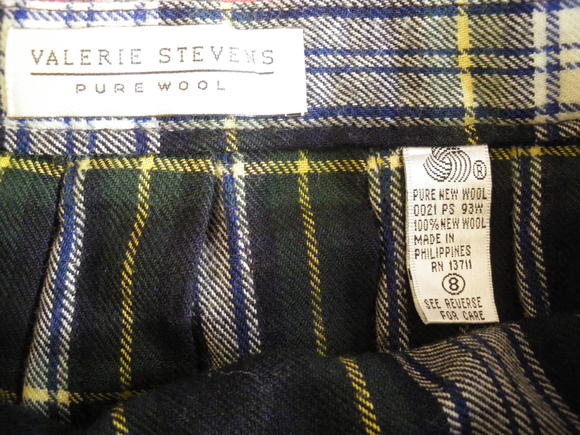 VALERIE STEVENS
PURE WOOL
®
PURE NEW WOOL
0021 PS 93W
100% NEW WOOL
MADE IN
PHILIPPINES
RN 13711
8
SEE REVERSE
FOR CARE